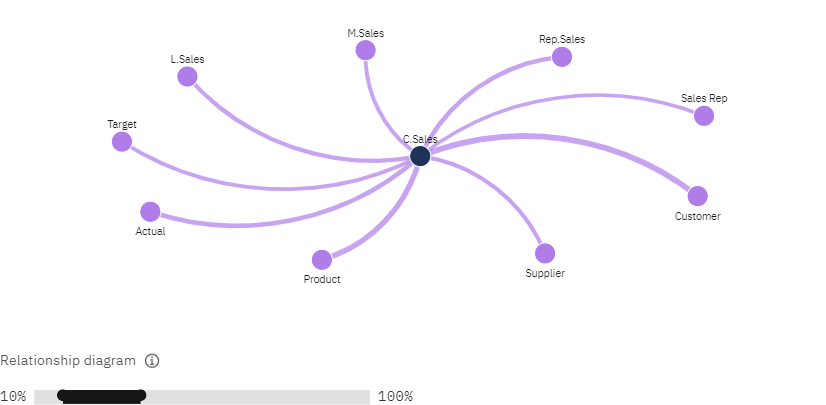 M.Sales
Rep.Sales
L.Sales
Sales Rep
Target
C.Sales
Customer
Actual
Supplier
Product
Relationship diagram
10% 100%